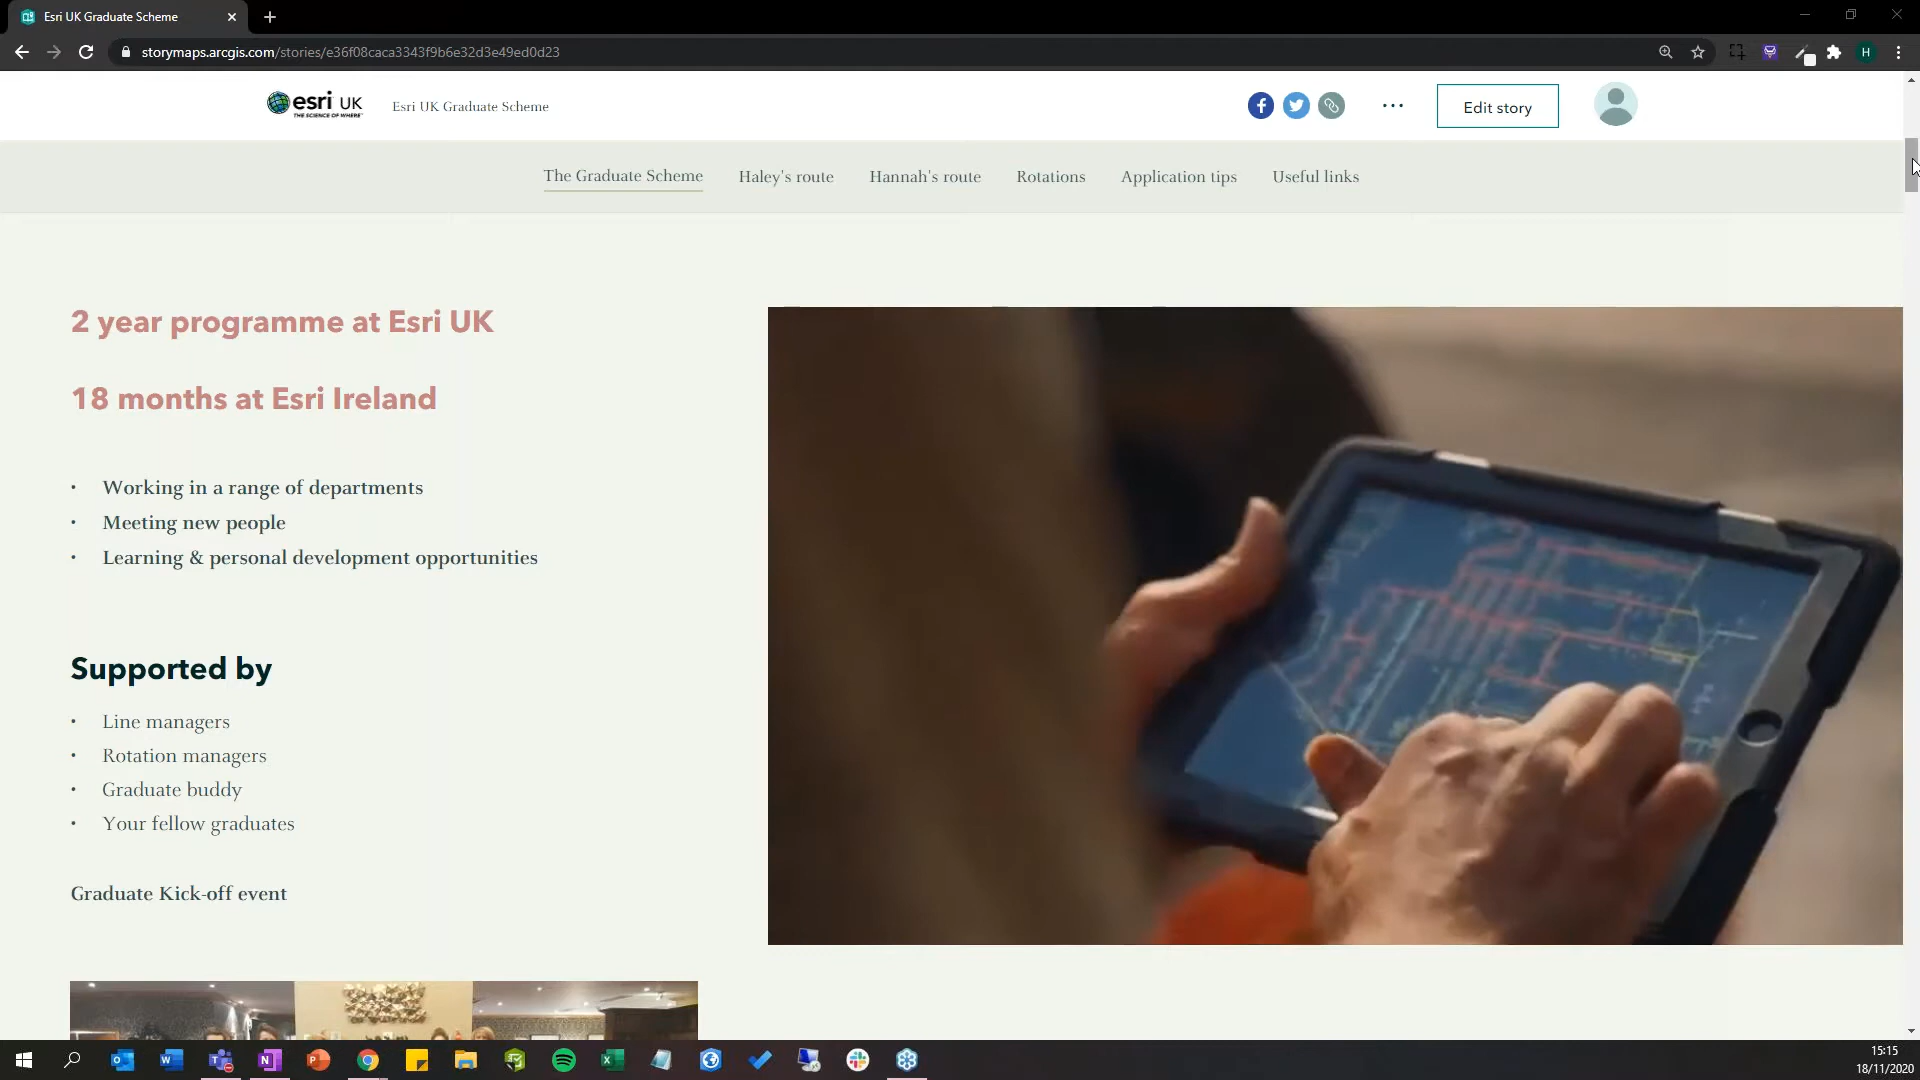 Esri UK Graduate Scheme
storymaps.arcgis.com/stories/e36f08caca3343f9b6e32d3e49ed0d23
H
esri UK
THE SCIENCE OF WHERE
Esri UK Graduate Scheme
Edit story
The Graduate Scheme
Haley's route
Hannah's route
Rotations
Application tips
Useful links
2 year programme at Esri UK
18 months at Esri Ireland
• Working in a range of departments
• Meeting new people
• Learning & personal development opportunities
Supported by
• Line managers
• Rotation managers
• Graduate buddy
• Your fellow graduates
Graduate Kick-off event
15:15
18/11/2020